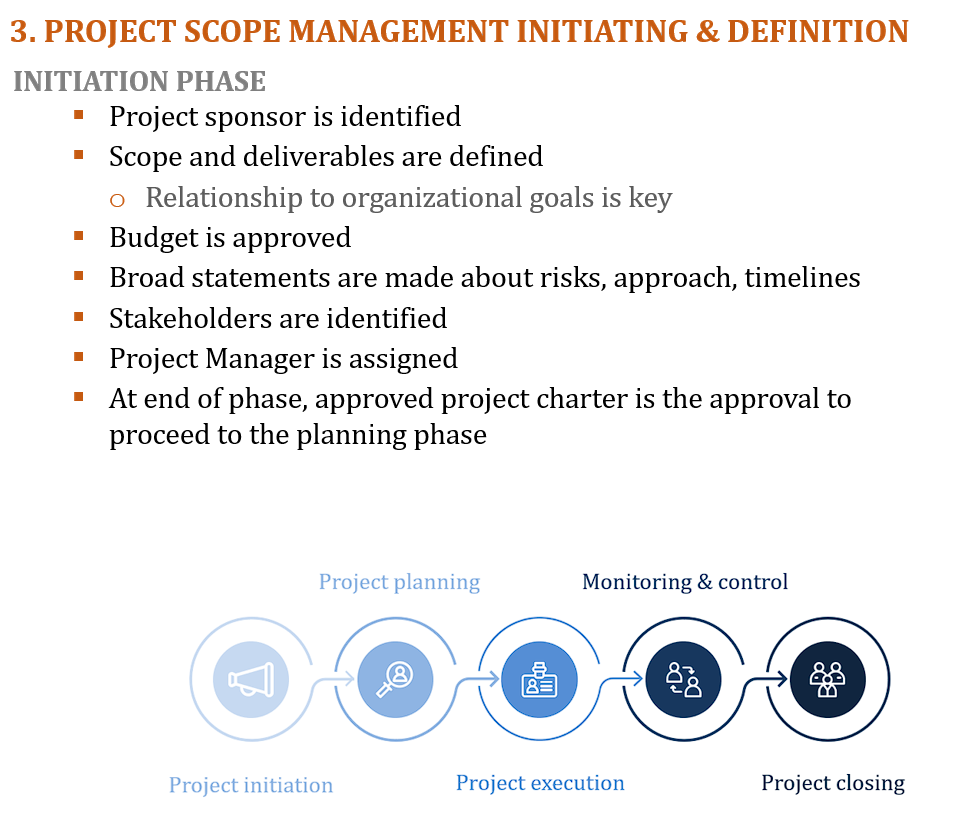 3. PROJECT SCOPE MANAGEMENT INITIATING & DEFINITION
INITIATION PHASE
▪ Project sponsor is identified
▪ Scope and deliverables are defined
o Relationship to organizational goals is key
▪ Budget is approved
▪ Broad statements are made about risks, approach, timelines
▪ Stakeholders are identified
▪ Project Manager is assigned
▪ At end of phase, approved project charter is the approval to
proceed to the planning phase
Project planning
Monitoring & control
Project initiation
Project execution
Project closing